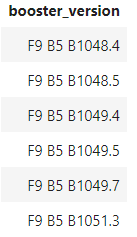 booster_version
F9 B5 B1048.4
F9 B5 B1048.5
F9 B5 B1049.4
F9 B5 B1049.5
F9 B5 B1049.7
F9 B5 B1051.3